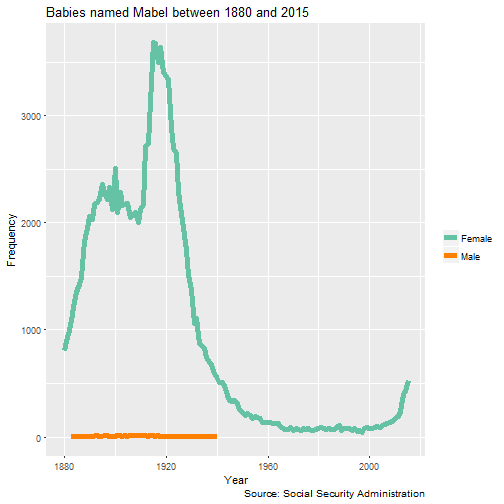 Babies named Mabel between 1880 and 2015
Frequency
3000
2000
1000
0
1880
1920
1960
2000
Year
Female
Male
Source: Social Security Administration